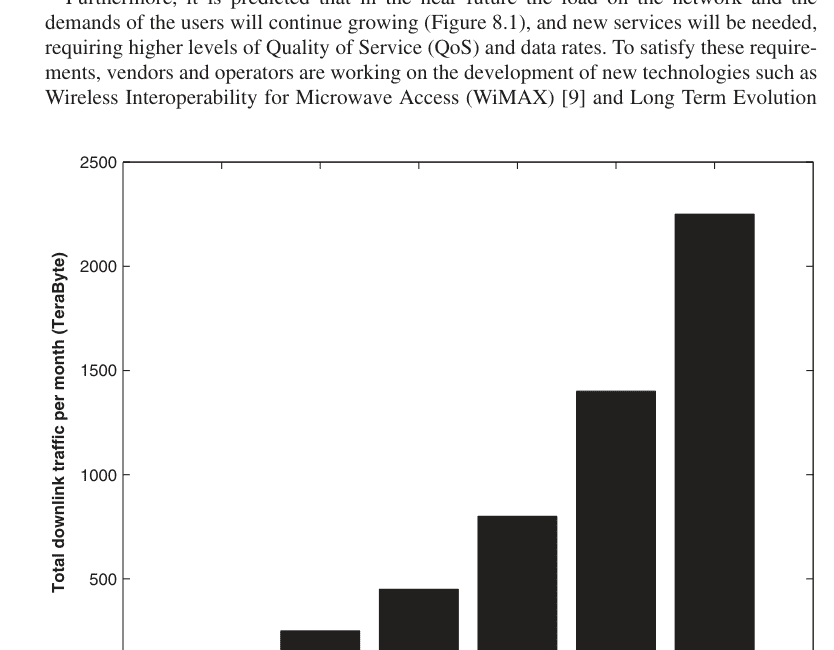 Furthermore, it is predicted that in the near future the load on the network and the
demands of the users will continue growing (Figure 8.1), and new services will be needed,
requiring higher levels of Quality of Service (QoS) and data rates. To satisfy these require-
ments, vendors and operators are working on the development of new technologies such as
Wireless Interoperability for Microwave Access (WiMAX) [9] and Long Term Evolution
2500
2000
1500
1000
500
Total downlink traffic per month (TeraByte)